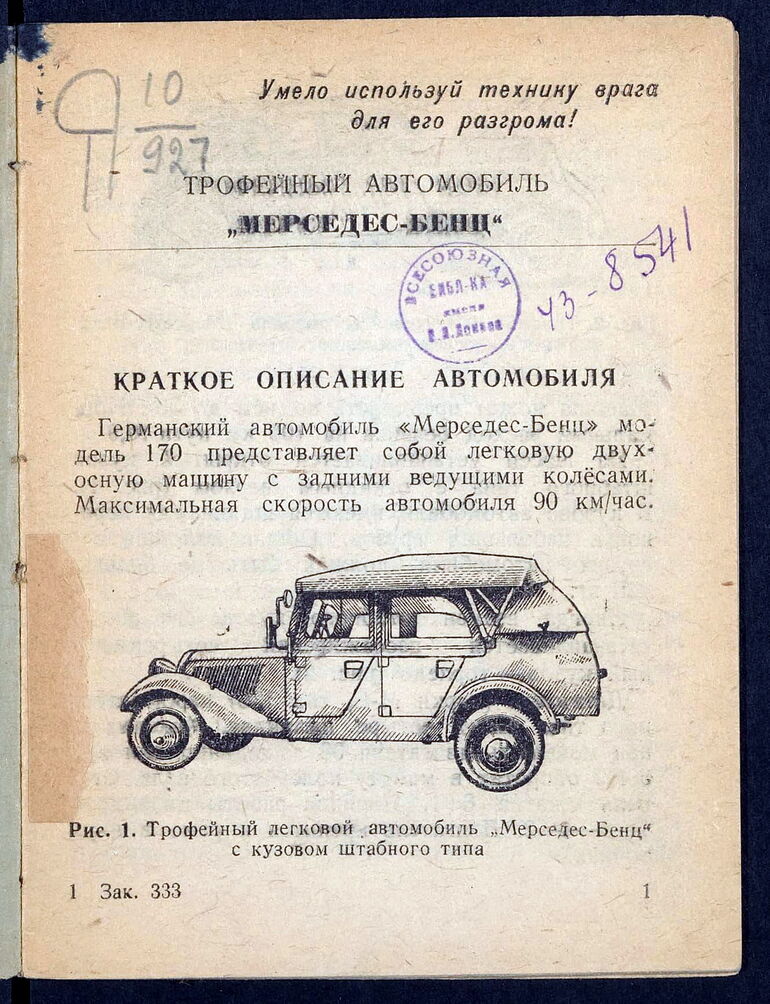 Умело используй технику врага
для его разгрома!
10
927
ТРОФЕЙНЫЙ АВТОМОБИЛЬ
„МЕРСЕДЕС-БЕНЦ“
ВСЕСОЮЗНАЯ
БИБЛ-КА
имени
В.И.Ленина
43-8541
КРАТКОЕ ОПИСАНИЕ АВТОМОБИЛЯ
Германский автомобиль «Мерседес-Бенц» мо-
дель 170 представляет собой легковую двух-
осную машину с задними ведущими колёсами.
Максимальная скорость автомобиля 90 км/час.
Рис. 1. Трофейный легковой автомобиль „Мерседес-Бенц“
с кузовом штабного типа
1 Зак. 333
1